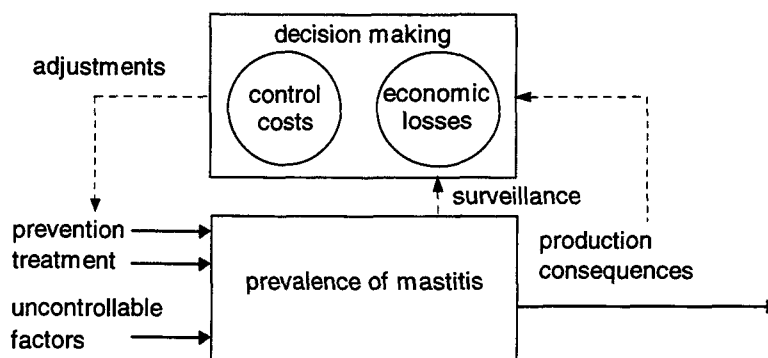 decision making
adjustments
control
costs
economic
losses
surveillance
prevention
treatment
uncontrollable
factors
prevalence of mastitis
production
consequences